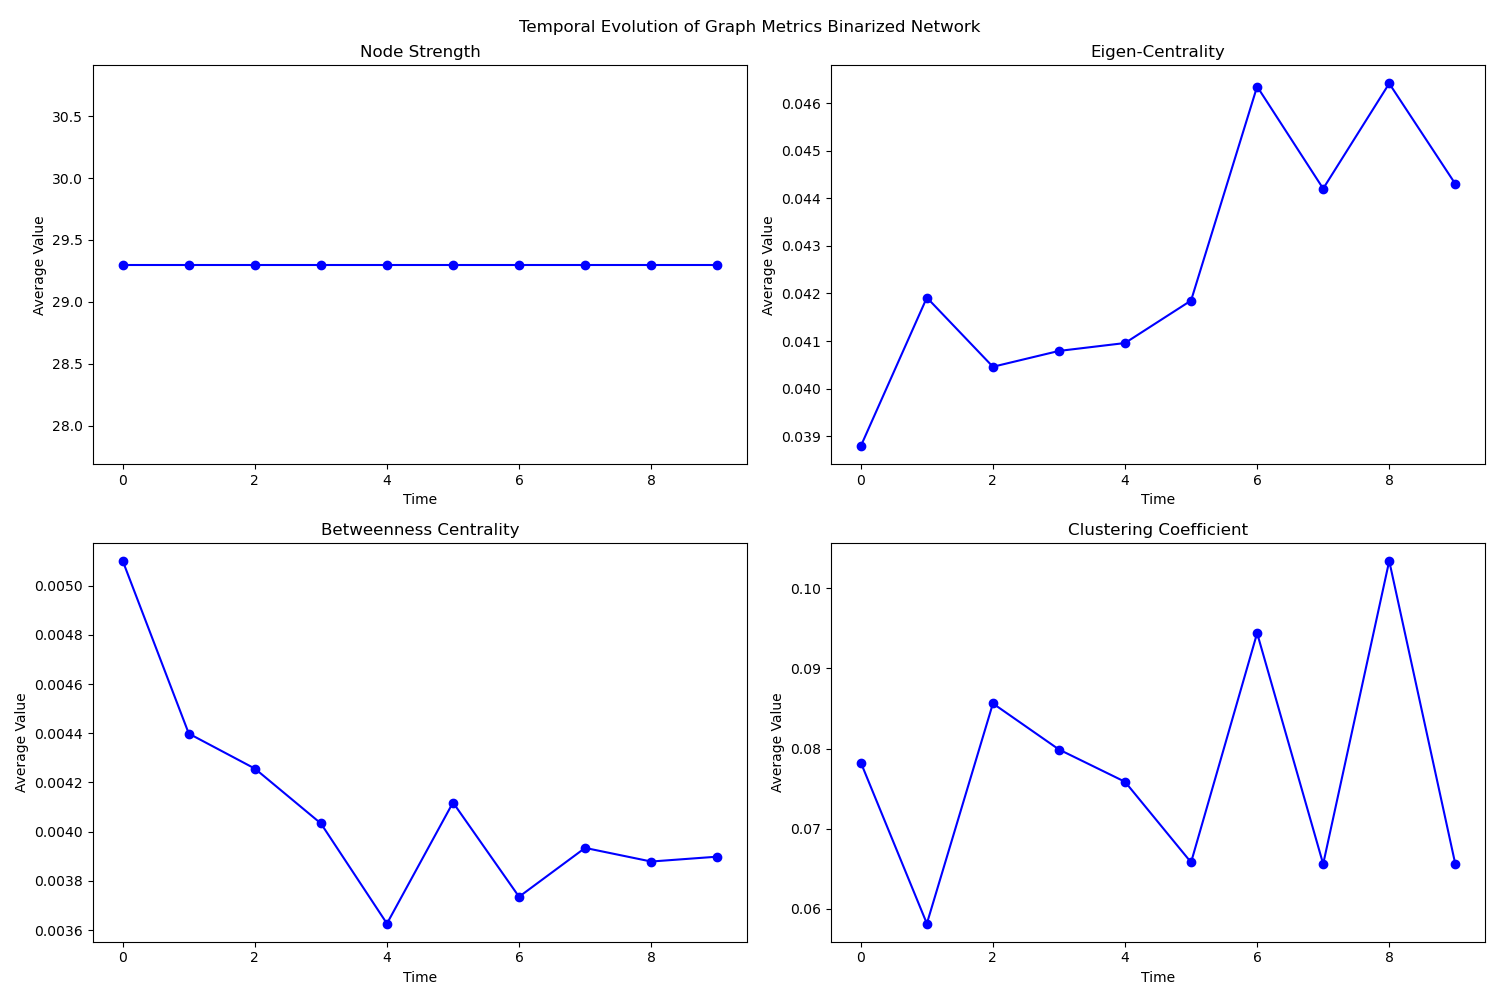 Temporal Evolution of Graph Metrics Binarized Network
Node Strength
30.5
30.0
29.5
29.0
28.5
28.0
Average Value
0 2 4 6 8
Time
Eigen-Centrality
0.046
0.045
0.044
0.043
0.042
0.041
0.040
0.039
Average Value
0 2 4 6 8
Time
Betweenness Centrality
0.0050
0.0048
0.0046
0.0044
0.0042
0.0040
0.0038
0.0036
Average Value
0 2 4 6 8
Time
Clustering Coefficient
0.10
0.09
0.08
0.07
0.06
Average Value
0 2 4 6 8
Time